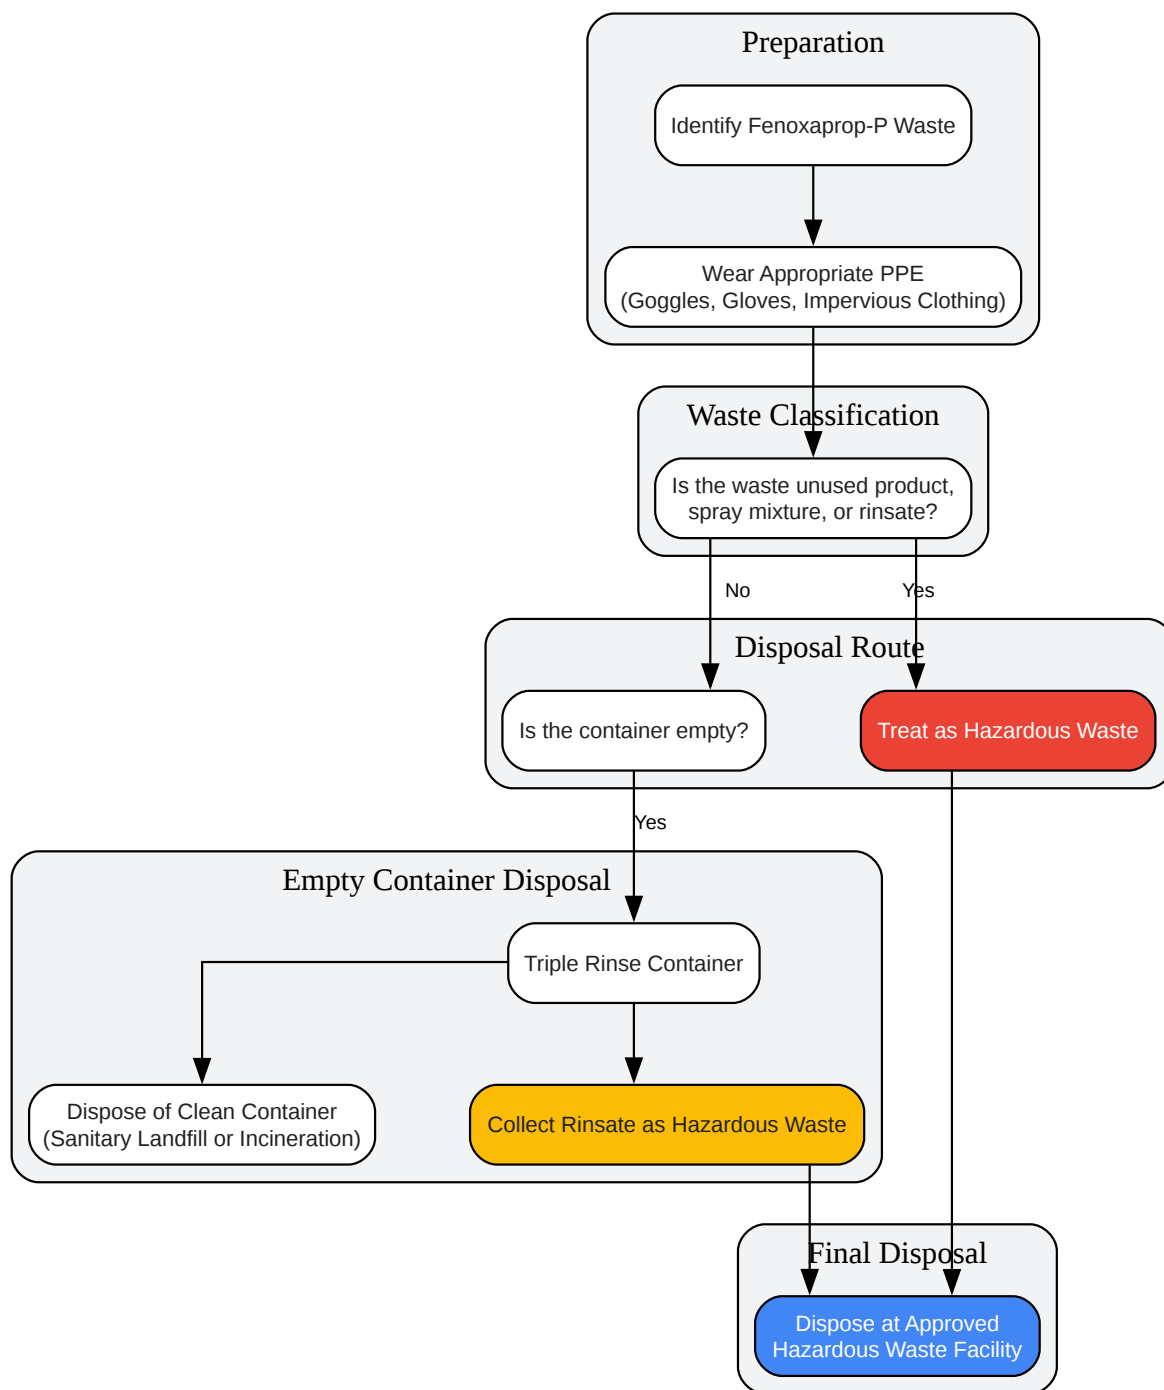 Preparation
Identify Fenoxaprop-P Waste
Wear Appropriate PPE
(Goggles, Gloves, Impervious Clothing)
Waste Classification
Is the waste unused product,
spray mixture, or rinsate?
No
Yes
Disposal Route
Is the container empty?
Treat as Hazardous Waste
Yes
Empty Container Disposal
Triple Rinse Container
Dispose of Clean Container
(Sanitary Landfill or Incineration)
Collect Rinsate as Hazardous Waste
Final Disposal
Dispose at Approved
Hazardous Waste Facility